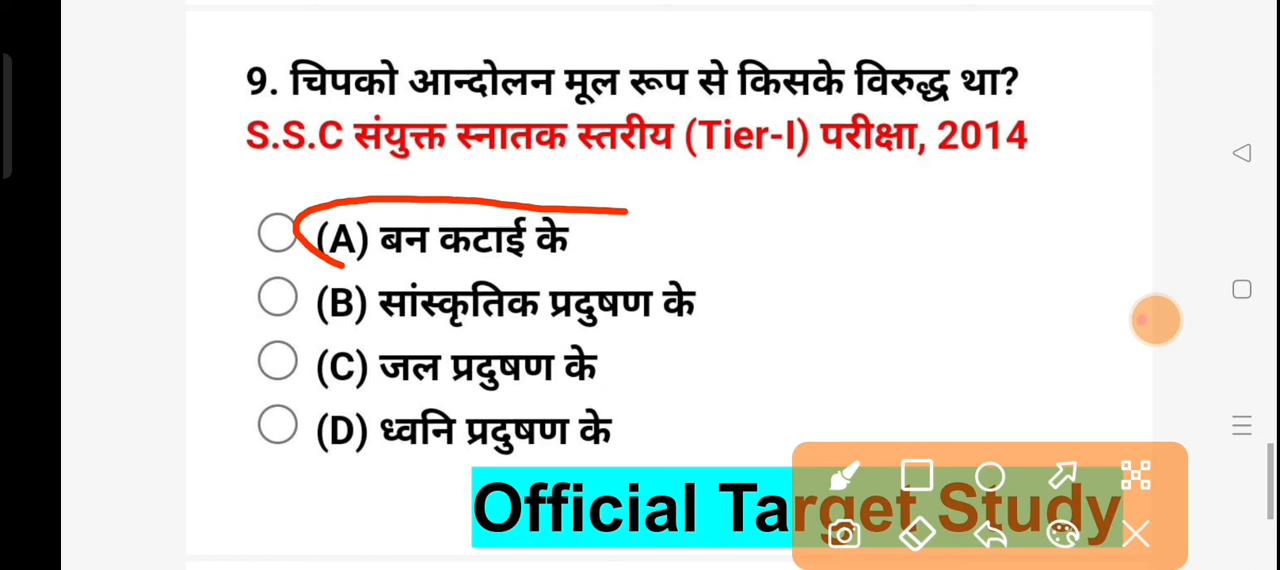 9. चिपको आन्दोलन मूल रूप से किसके विरुद्ध था?
S.S.C संयुक्त स्नातक स्तरीय (Tier-I) परीक्षा, 2014
(A) बन कटाई के
(B) सांस्कृतिक प्रदुषण के
(C) जल प्रदुषण के
(D) ध्वनि प्रदुषण के
Official Target Study